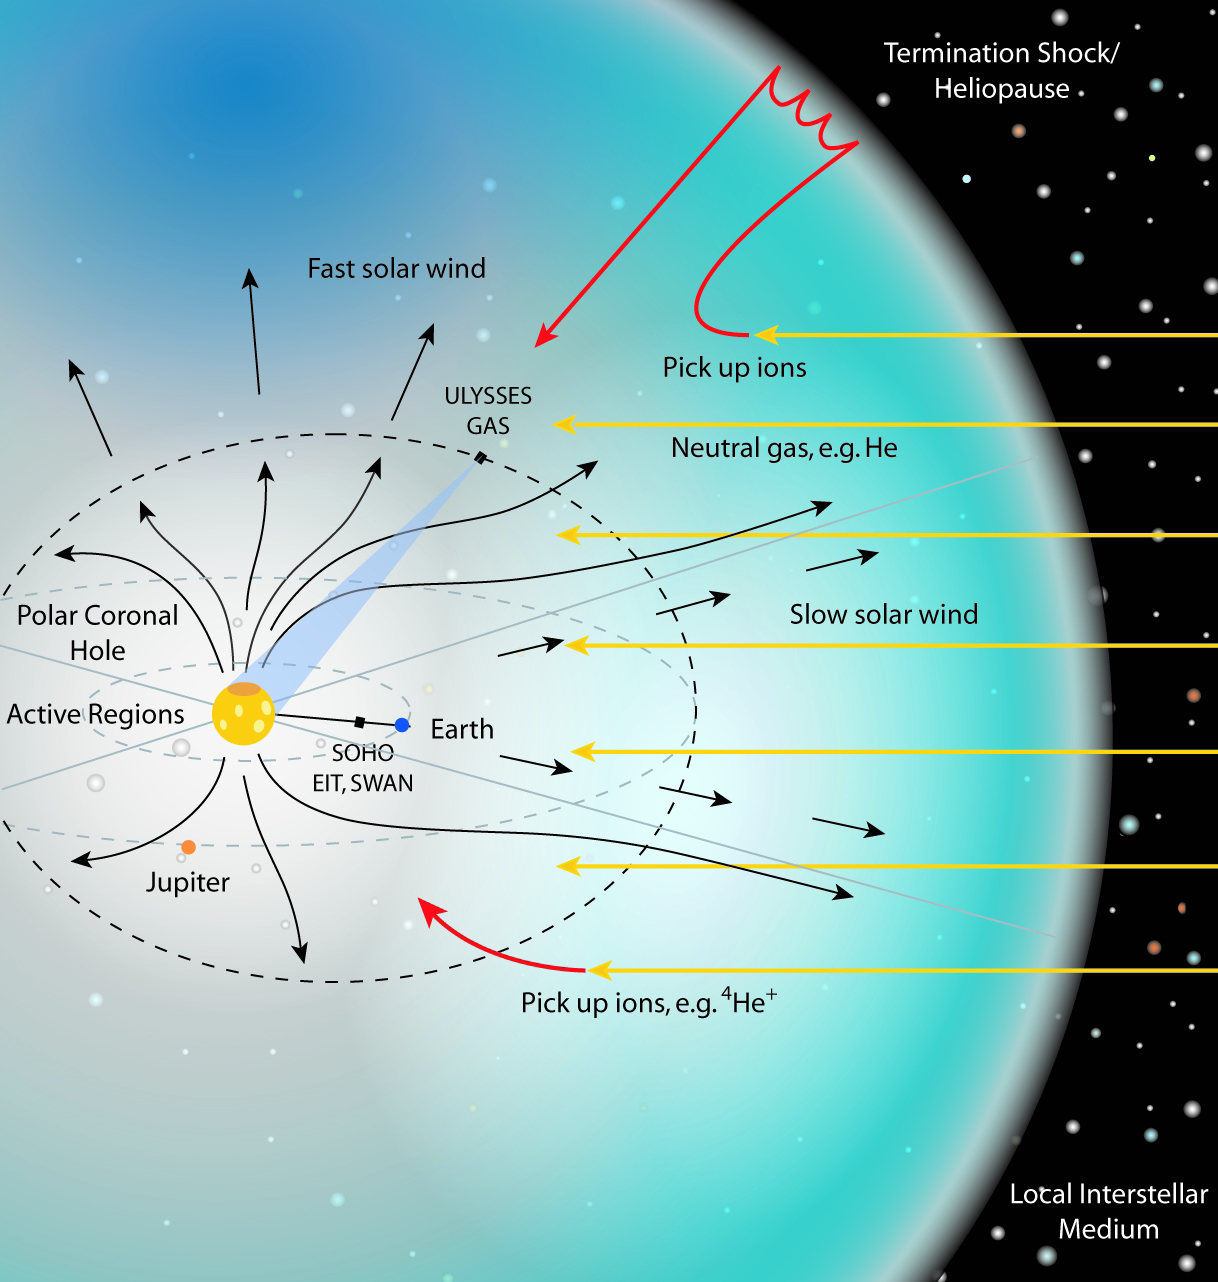 Termination Shock/
Heliopause
Fast solar wind
Pick up ions
ULYSSES
GAS
Neutral gas, e.g. He
Polar Coronal
Hole
Slow solar wind
Active Regions
Earth
SOHO
EIT, SWAN
Jupiter
Pick up ions, e.g. ⁴He⁺
Local Interstellar
Medium